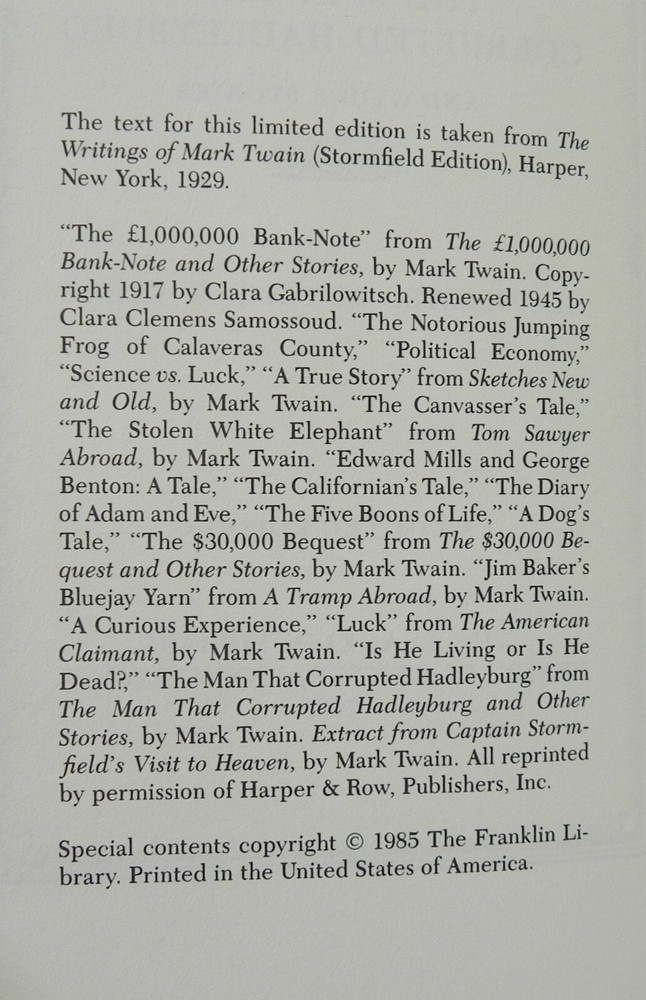 The text for this limited edition is taken from The
Writings of Mark Twain (Stormfield Edition), Harper,
New York, 1929.
“The £1,000,000 Bank-Note” from The £1,000,000
Bank-Note and Other Stories, by Mark Twain. Copy-
right 1917 by Clara Gabrilowitsch. Renewed 1945 by
Clara Clemens Samossoud. “The Notorious Jumping
Frog of Calaveras County,” “Political Economy,”
“Science vs. Luck,” “A True Story” from Sketches New
and Old, by Mark Twain. “The Canvasser’s Tale,”
“The Stolen White Elephant” from Tom Sawyer
Abroad, by Mark Twain. “Edward Mills and George
Benton: A Tale,” “The Californian’s Tale,” “The Diary
of Adam and Eve,” “The Five Boons of Life,” “A Dog’s
Tale,” “The $30,000 Bequest” from The $30,000 Be-
quest and Other Stories, by Mark Twain. “Jim Baker’s
Bluejay Yarn” from A Tramp Abroad, by Mark Twain.
“A Curious Experience,” “Luck” from The American
Claimant, by Mark Twain. “Is He Living or Is He
Dead?,” “The Man That Corrupted Hadleyburg” from
The Man That Corrupted Hadleyburg and Other
Stories, by Mark Twain. Extract from Captain Storm-
field’s Visit to Heaven, by Mark Twain. All reprinted
by permission of Harper & Row, Publishers, Inc.
Special contents copyright © 1985 The Franklin Li-
brary. Printed in the United States of America.